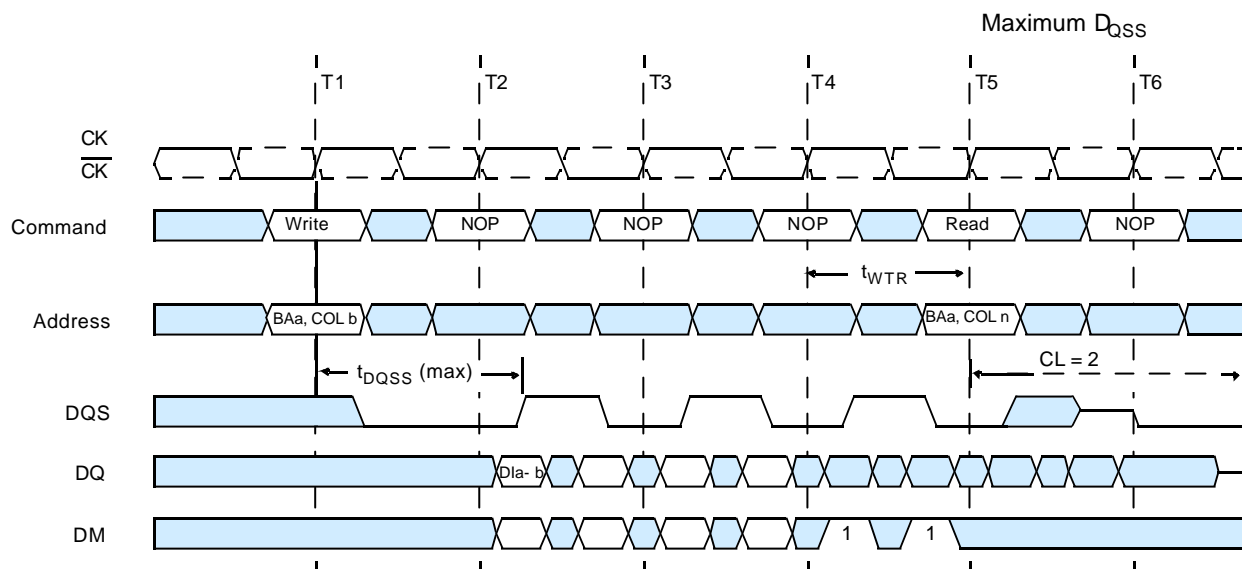 Maximum DQSS
T1 T2 T3 T4 T5 T6
CK
CK
Command Write NOP NOP NOP Read NOP
tWTR
Address BAa, COL b BAa, COL n
tDQSS (max) CL = 2
DQS
DQ DIa- b
DM 1 1